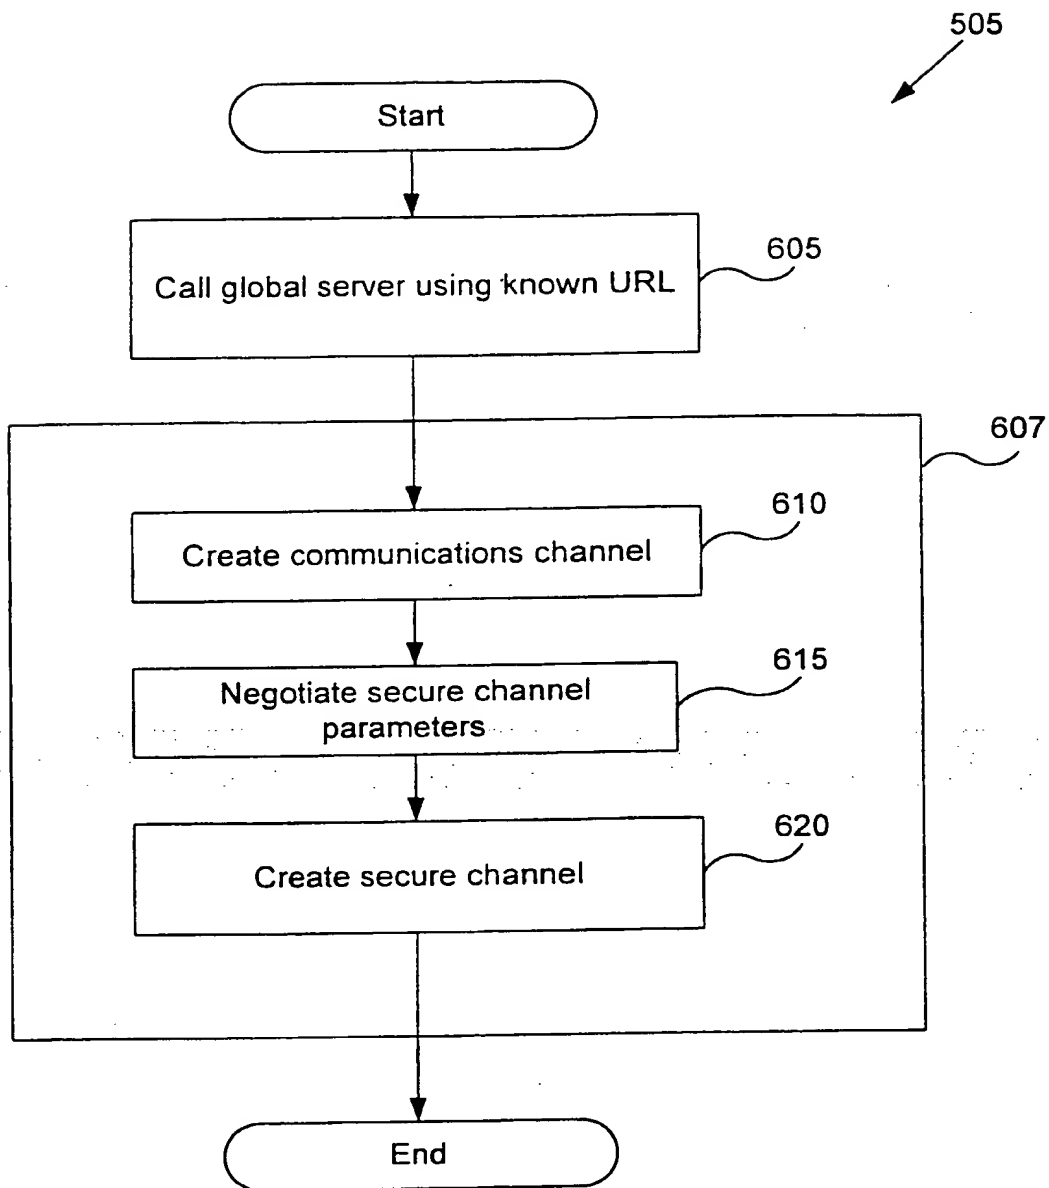 505
Start
605
Call global server using known URL
607
610
Create communications channel
615
Negotiate secure channel
parameters
620
Create secure channel
End